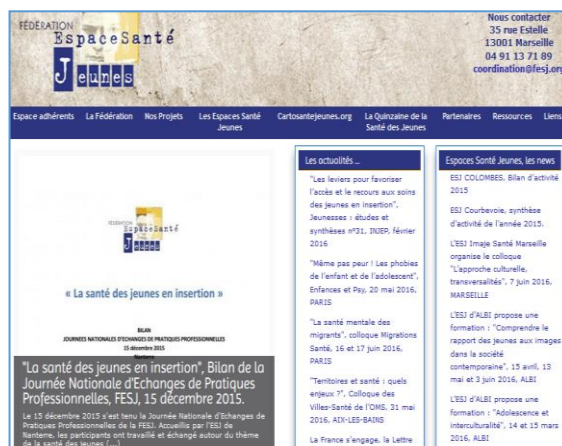 FÉDÉRATION
EspaceSanté
Jeunes
Nous contacter
35 rue Estelle
13001 Marseille
04 91 13 71 89
coordination@fesj.org
Espace adhérents La Fédération Nos Projets Les Espaces Santé Jeunes Cartosantejeunes.org La Quinzaine de la Santé des Jeunes Partenaires Ressources Liens
FÉDÉRATION
EspaceSanté
Jeunes
« La santé des jeunes en insertion »
BILAN
JOURNEES NATIONALES D'ECHANGES DE PRATIQUES PROFESSIONNELLES
15 décembre 2015
Nanterre
"La santé des jeunes en insertion", Bilan de la
Journée Nationale d'Echanges de Pratiques
Professionnelles, FESJ, 15 décembre 2015.
Le 15 décembre 2015 s'est tenu la Journée Nationale d'Echanges de
Pratiques Professionnelles de la FESJ. Accueillis par l'ESJ de
Nanterre, les participants ont travaillé et échangé autour du thème
de la santé des jeunes [...]
Les actualités ...
"Les leviers pour favoriser
l'accès et le recours aux soins
des jeunes en insertion",
Jeunesses : études et
synthèses n°31, INJEP, février
2016
"Même pas peur ! Les phobies
de l'enfant et de l'adolescent",
Enfances et Psy, 20 mai 2016,
PARIS
"La santé mentale des
migrants", colloque Migrations
Santé, 16 et 17 juin 2016,
PARIS
"Territoires et santé : quels
enjeux ?", Colloque des
Villes-Santé de l'OMS, 31 mai
2016, AIX-LES-BAINS
La France s'engage, la Lettre
Espaces Santé Jeunes, les news
ESJ COLOMBES, Bilan d'activité
2015
ESJ Courbevoie, synthèse
d'activité de l'année 2015.
L'ESJ Imaje Santé Marseille
organise le colloque
"L'approche culturelle,
transversalités", 7 juin 2016,
MARSEILLE
L'ESJ d'ALBI propose une
formation : "Comprendre le
rapport des jeunes aux images
dans la société
contemporaine", 15 avril, 13
mai et 3 juin 2016, ALBI
L'ESJ d'ALBI propose une
formation : "Adolescence et
interculturalité", 14 et 15 mars
2016, ALBI